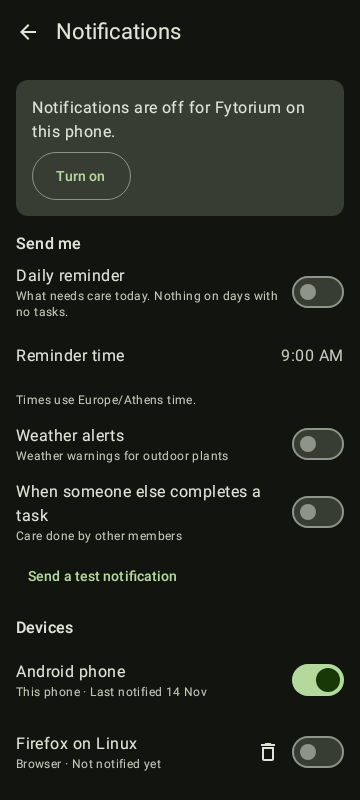 Notifications
Notifications are off for Fytorium on
this phone.
Turn on
Send me
Daily reminder
What needs care today. Nothing on days with
no tasks.
Reminder time
9:00 AM
Times use Europe/Athens time.
Weather alerts
Weather warnings for outdoor plants
When someone else completes a
task
Care done by other members
Send a test notification
Devices
Android phone
This phone · Last notified 14 Nov
Firefox on Linux
Browser · Not notified yet